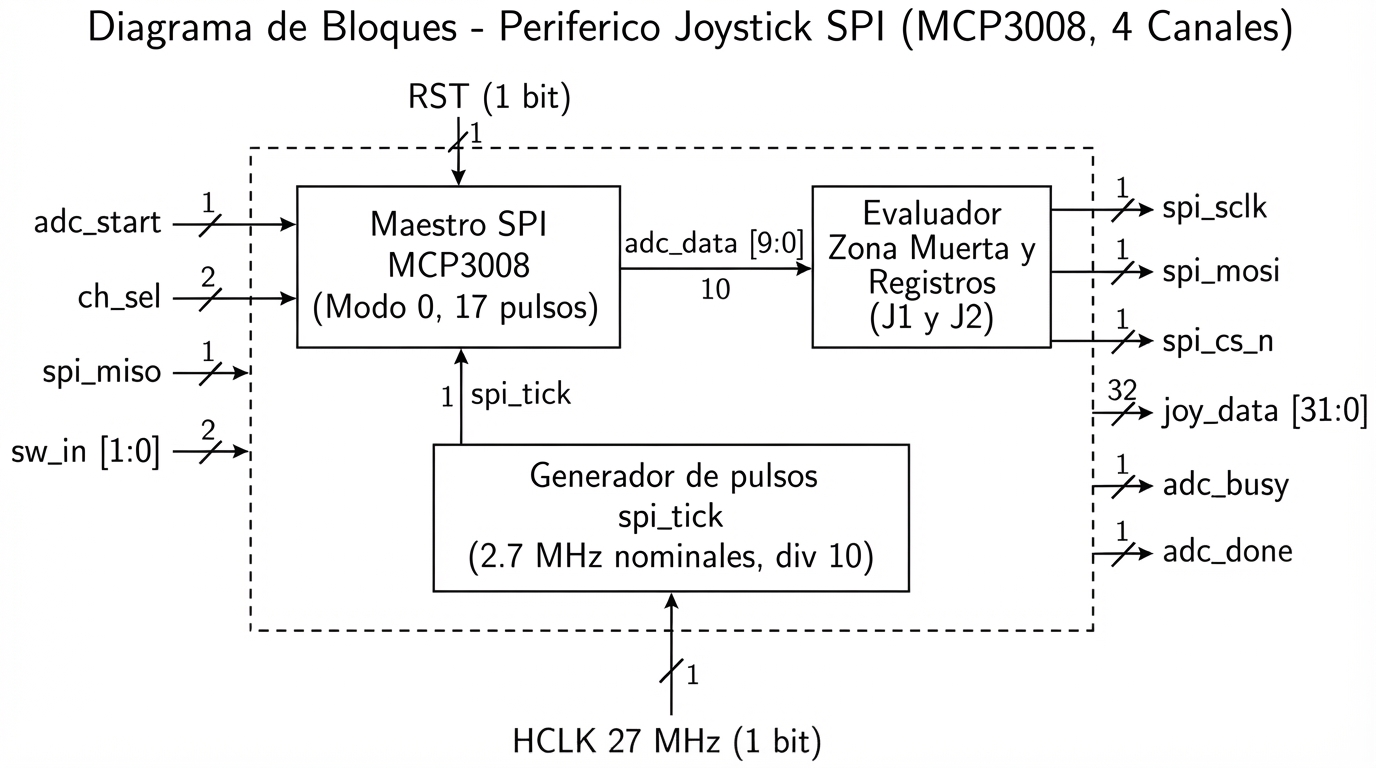 Diagrama de Bloques - Periferico Joystick SPI (MCP3008, 4 Canales)
RST (1 bit)
1
adc_start
1
ch_sel
2
spi_miso
1
sw_in [1:0]
2
Maestro SPI
MCP3008
(Modo 0, 17 pulsos)
adc_data [9:0]
10
Evaluador
Zona Muerta y
Registros
(J1 y J2)
1
spi_sclk
1
spi_mosi
1
spi_cs_n
32
joy_data [31:0]
1
adc_busy
1
adc_done
1
spi_tick
Generador de pulsos
spi_tick
(2.7 MHz nominales, div 10)
1
HCLK 27 MHz (1 bit)